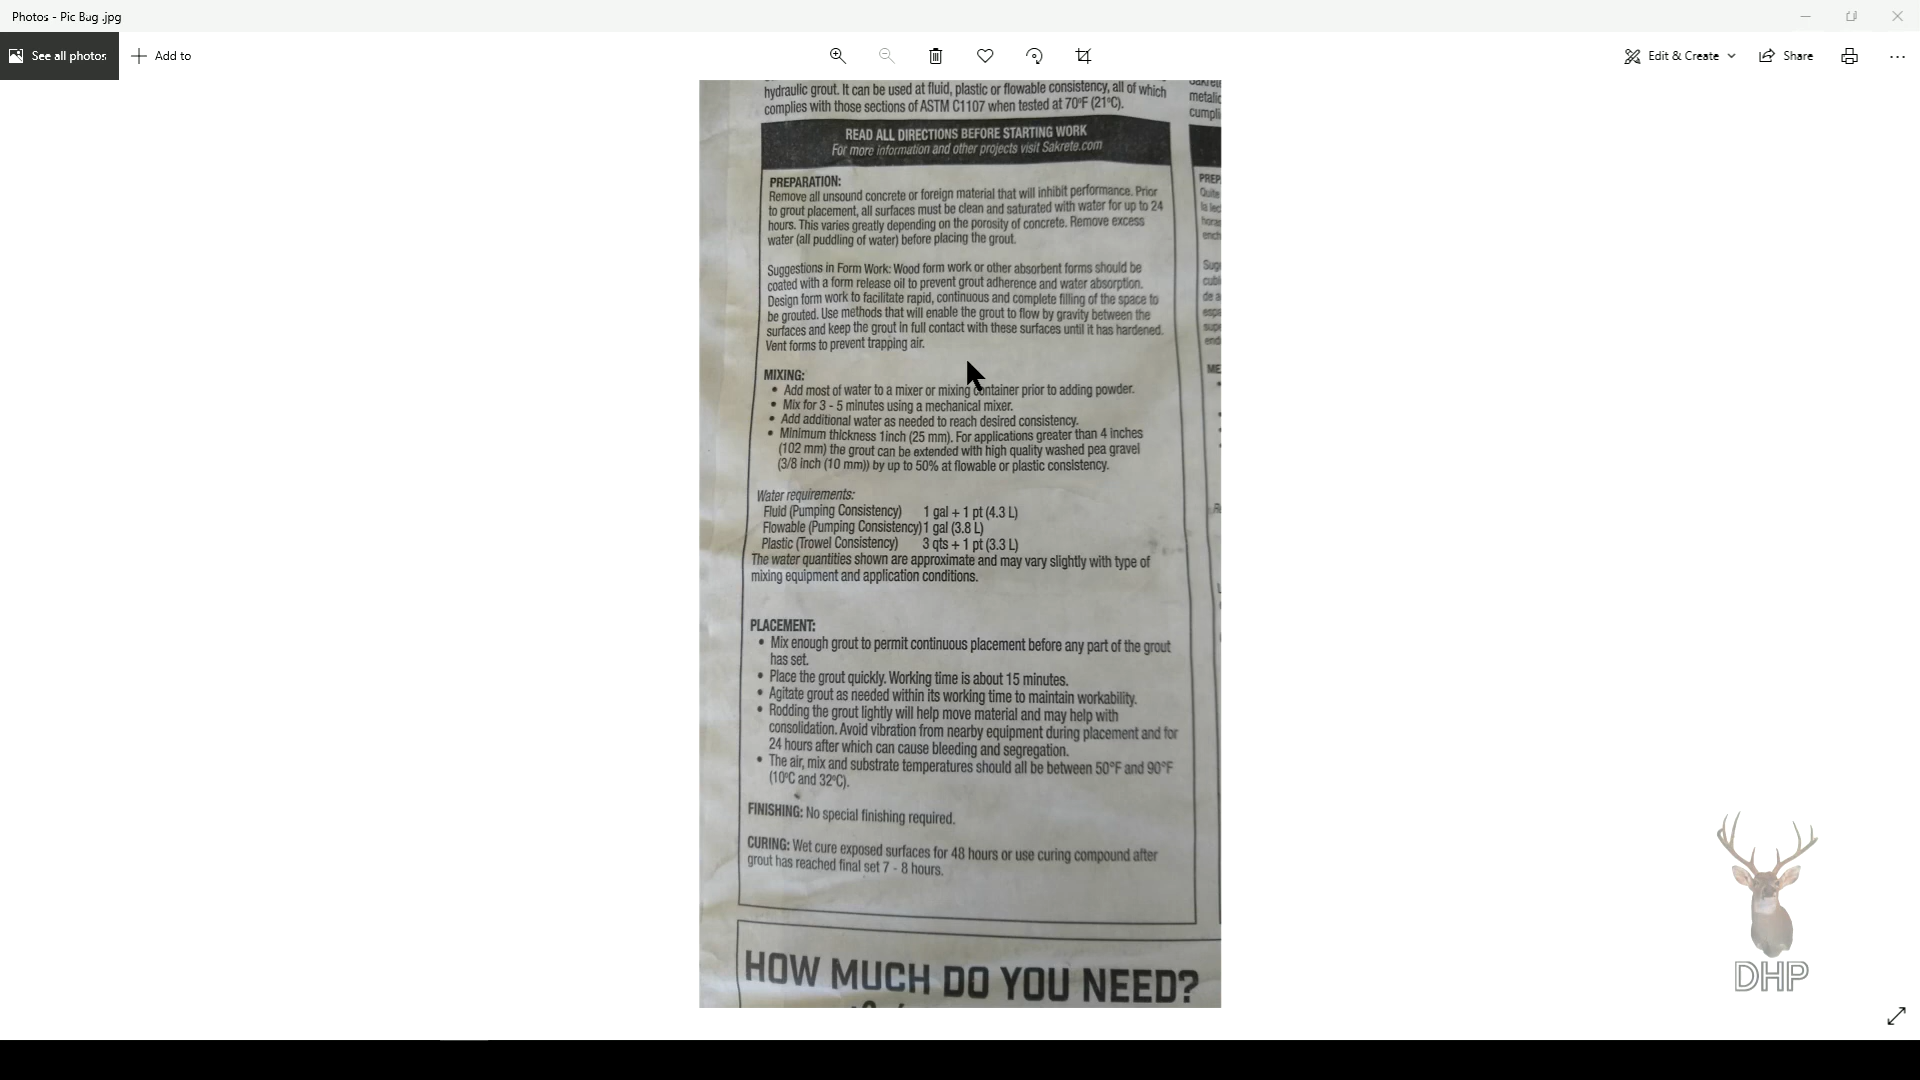 Photos - Pic Bag .jpg
See all photos
Add to
Edit & Create
Share
hydraulic grout. It can be used at fluid, plastic or flowable consistency, all of which
complies with those sections of ASTM C1107 when tested at 70ºF (21ºC).
READ ALL DIRECTIONS BEFORE STARTING WORK
For more information and other projects visit Sakrete.com
PREPARATION:
Remove all unsound concrete or foreign material that will inhibit performance. Prior
to grout placement, all surfaces must be clean and saturated with water for up to 24
hours. This varies greatly depending on the porosity of concrete. Remove excess
water (all puddling of water) before placing the grout.
Suggestions in Form Work: Wood form work or other absorbent forms should be
coated with a form release oil to prevent grout adherence and water absorption.
Design form work to facilitate rapid, continuous and complete filling of the space to
be grouted. Use methods that will enable the grout to flow by gravity between the
surfaces and keep the grout in full contact with these surfaces until it has hardened.
Vent forms to prevent trapping air.
MIXING:
• Add most of water to a mixer or mixing container prior to adding powder.
• Mix for 3 - 5 minutes using a mechanical mixer.
• Add additional water as needed to reach desired consistency.
• Minimum thickness 1inch (25 mm). For applications greater than 4 inches
(102 mm) the grout can be extended with high quality washed pea gravel
(3/8 inch (10 mm)) by up to 50% at flowable or plastic consistency.
Water requirements:
Fluid (Pumping Consistency) 1 gal + 1 pt (4.3 L)
Flowable (Pumping Consistency) 1 gal (3.8 L)
Plastic (Trowel Consistency) 3 qts + 1 pt (3.3 L)
The water quantities shown are approximate and may vary slightly with type of
mixing equipment and application conditions.
PLACEMENT:
• Mix enough grout to permit continuous placement before any part of the grout
has set.
• Place the grout quickly. Working time is about 15 minutes.
• Agitate grout as needed within its working time to maintain workability.
• Rodding the grout lightly will help move material and may help with
consolidation. Avoid vibration from nearby equipment during placement and for
24 hours after which can cause bleeding and segregation.
• The air, mix and substrate temperatures should all be between 50°F and 90°F
(10ºC and 32ºC).
FINISHING: No special finishing required.
CURING: Wet cure exposed surfaces for 48 hours or use curing compound after
grout has reached final set 7 - 8 hours.
HOW MUCH DO YOU NEED?
DHP